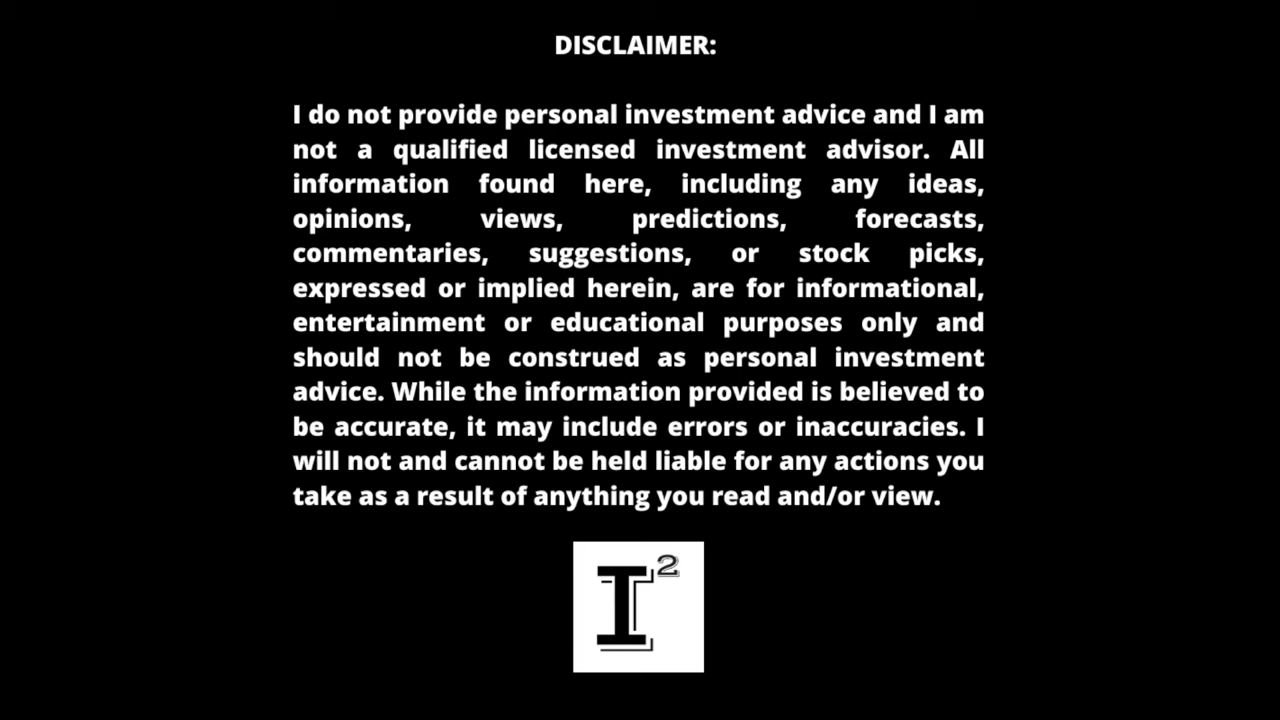 DISCLAIMER:
I do not provide personal investment advice and I am
not a qualified licensed investment advisor. All
information found here, including any ideas,
opinions, views, predictions, forecasts,
commentaries, suggestions, or stock picks,
expressed or implied herein, are for informational,
entertainment or educational purposes only and
should not be construed as personal investment
advice. While the information provided is believed to
be accurate, it may include errors or inaccuracies. I
will not and cannot be held liable for any actions you
take as a result of anything you read and/or view.
I²